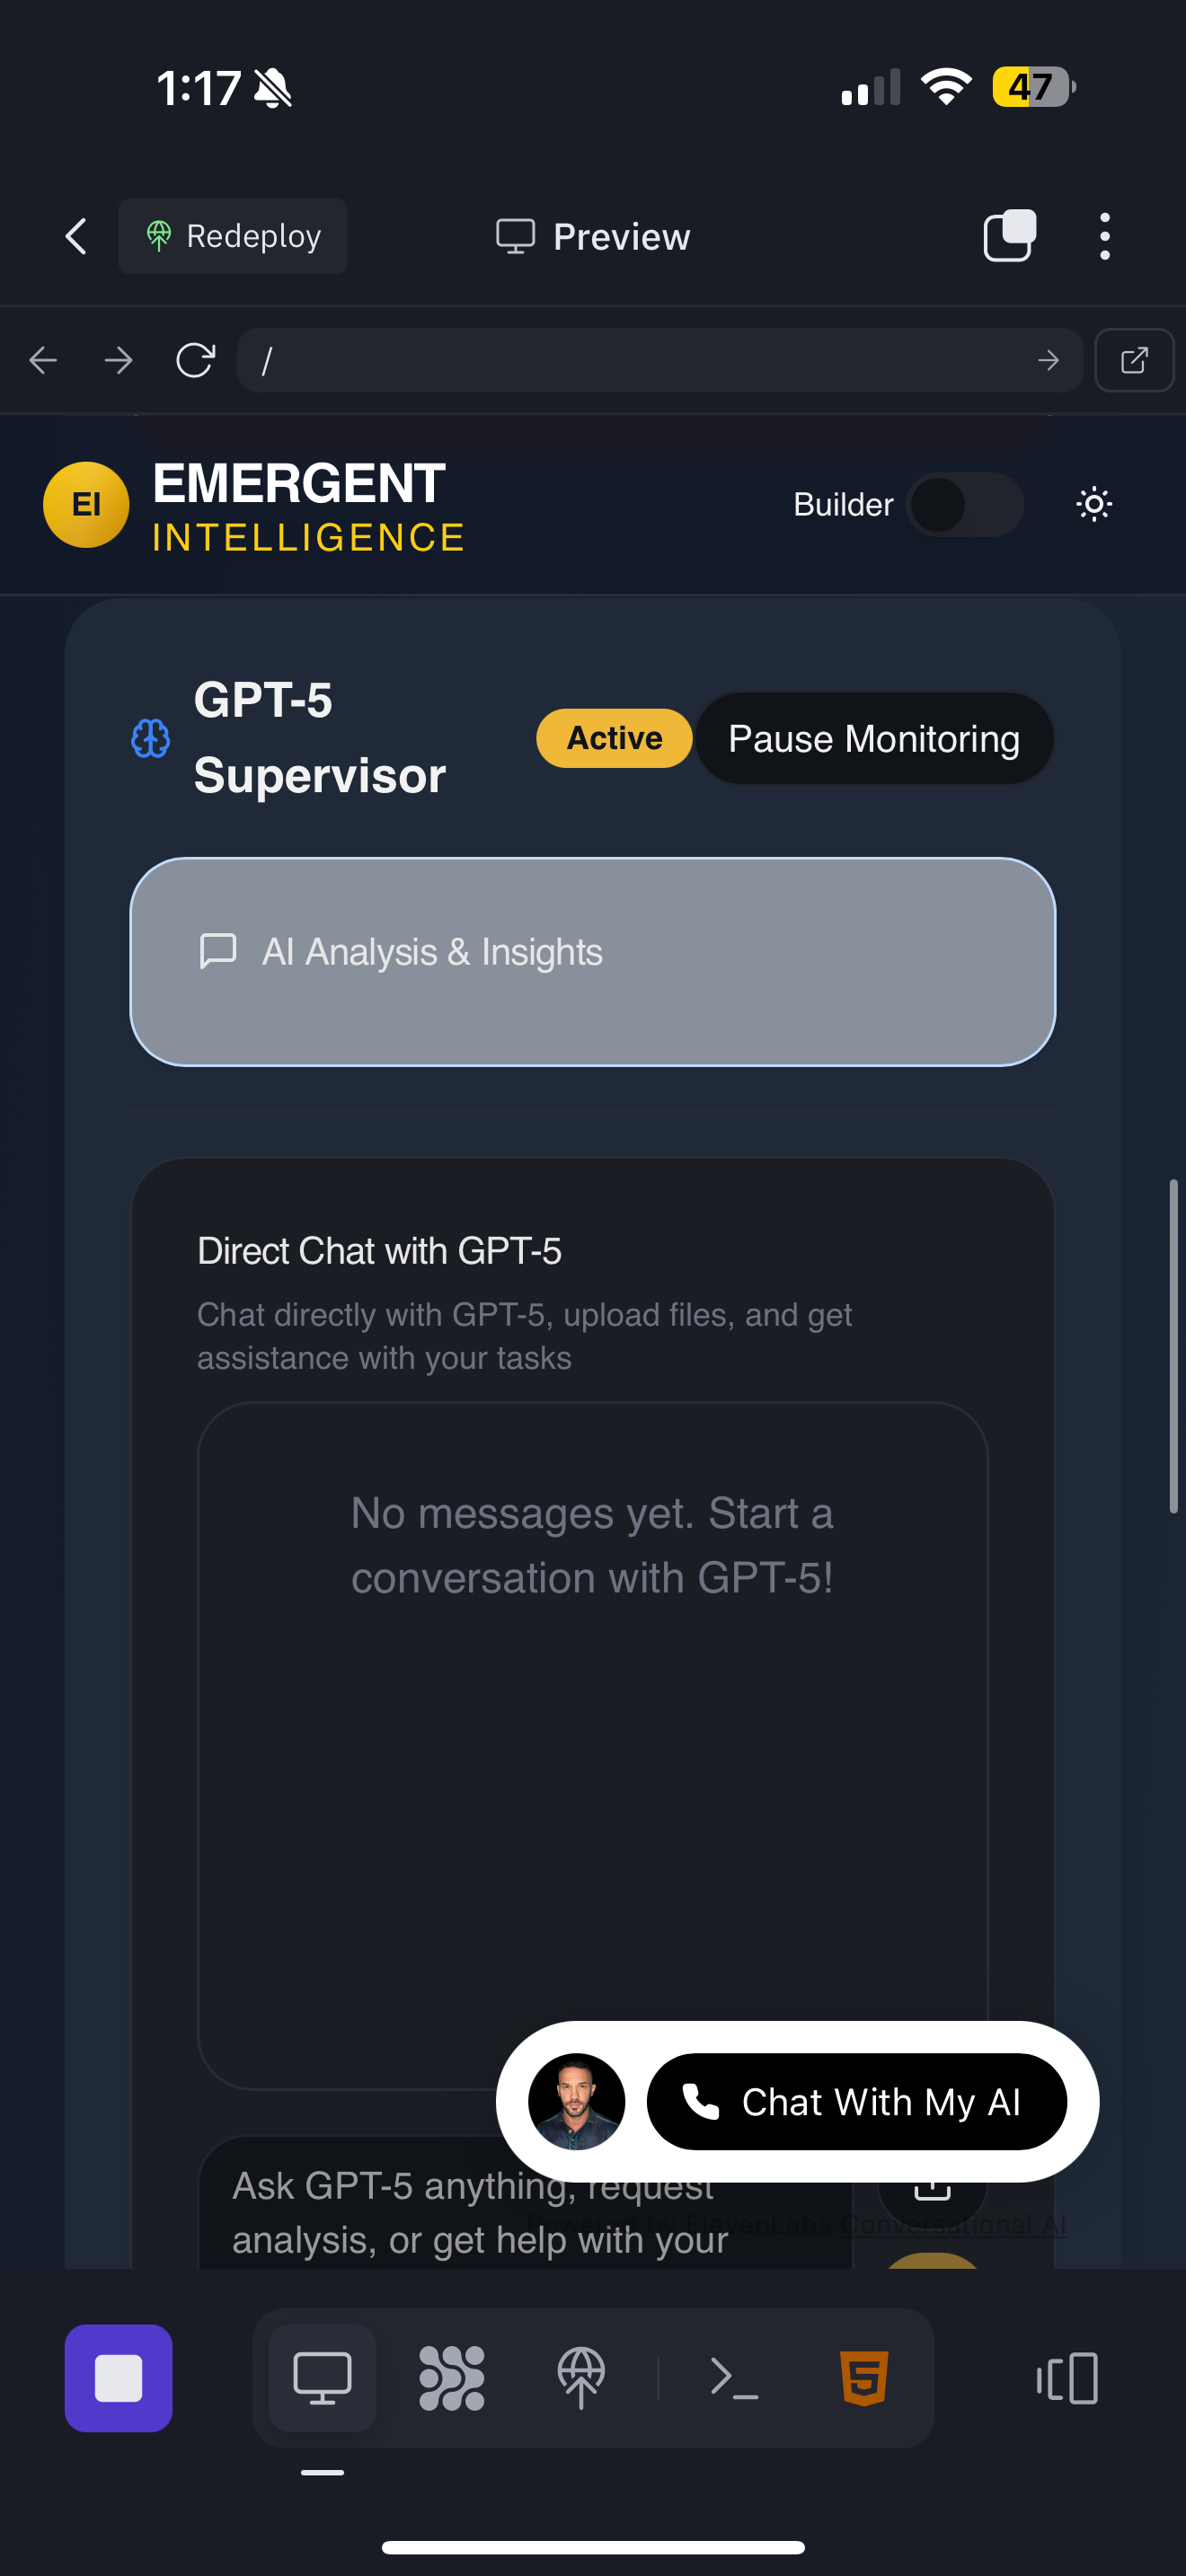 1:17
47
Redeploy
Preview
/
EI
EMERGENT
INTELLIGENCE
Builder
GPT-5
Supervisor
Active
Pause Monitoring
AI Analysis & Insights
Direct Chat with GPT-5
Chat directly with GPT-5, upload files, and get
assistance with your tasks
No messages yet. Start a
conversation with GPT-5!
Chat With My AI
Ask GPT-5 anything, request
Powered by ElevenLabs Conversational AI
analysis, or get help with your